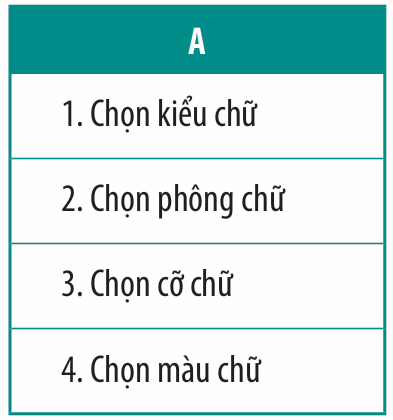 A
1. Chọn kiểu chữ
2. Chọn phông chữ
3. Chọn cỡ chữ
4. Chọn màu chữ